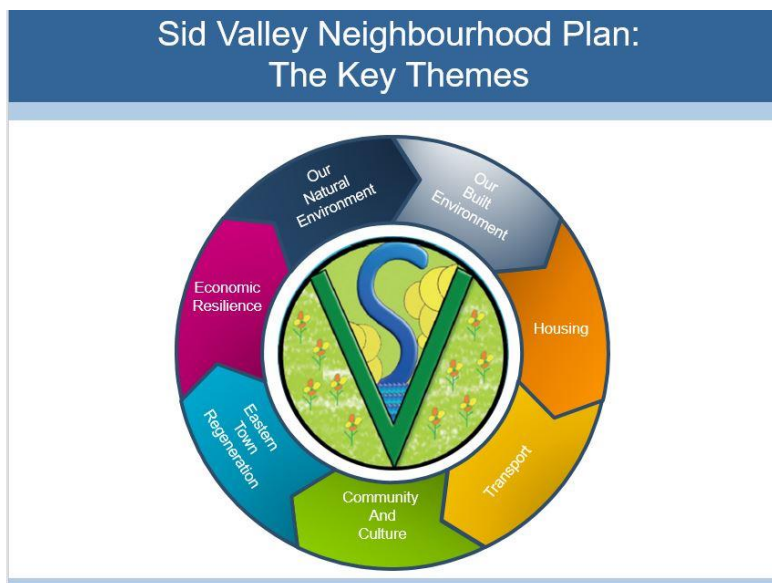 Sid Valley Neighbourhood Plan:
The Key Themes
Our
Natural
Environment
Our
Built
Environment
Housing
Transport
Community
And
Culture
Eastern
Town
Regeneration
Economic
Resilience
SV